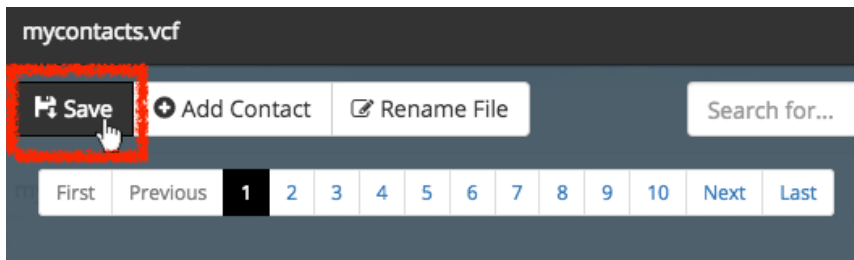 mycontacts.vcf
Save Add Contact Rename File Search for...
First Previous 1 2 3 4 5 6 7 8 9 10 Next Last